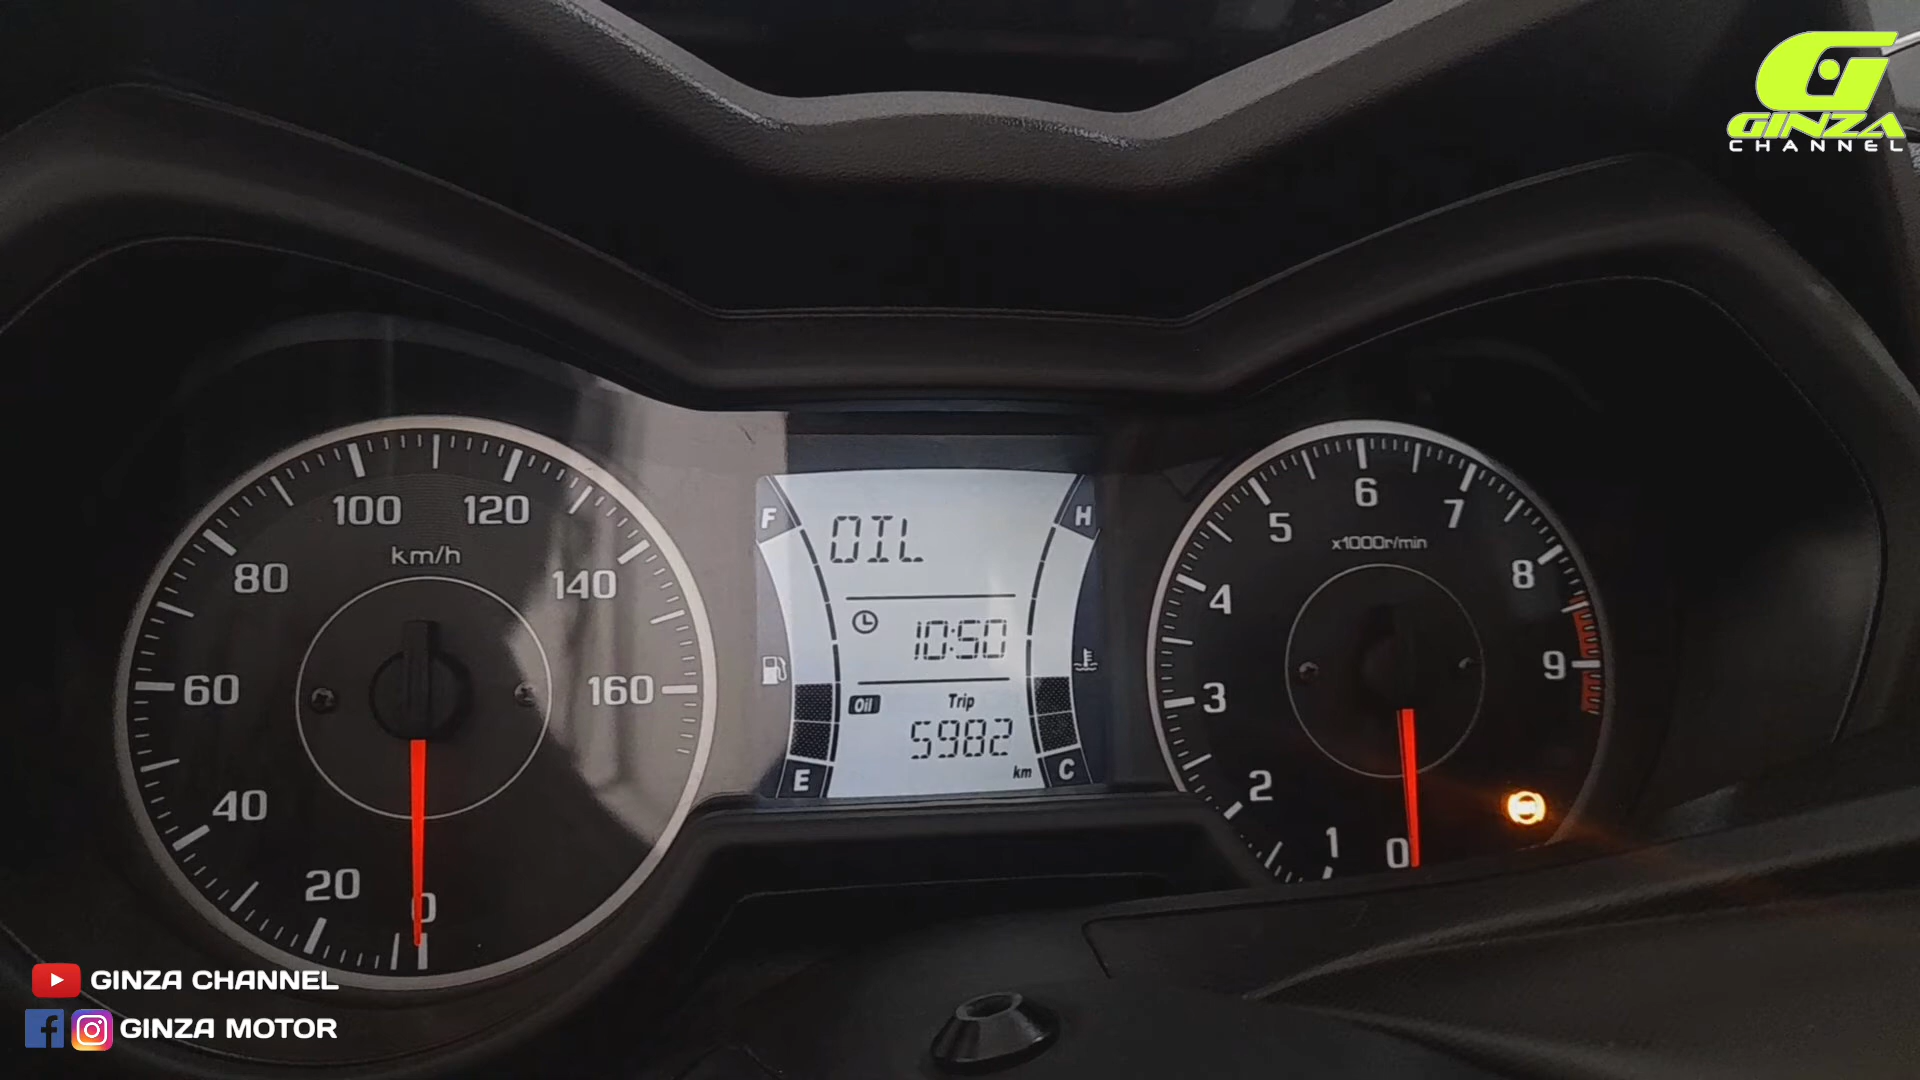 GINZA
CHANNEL
100 120
km/h
80 140
60 160
40
20
0
F OIL H
10:50
Oil Trip
5982
km
E C
6
5 7
x1000r/min
4 8
3 9
2
1 0
GINZA CHANNEL
GINZA MOTOR